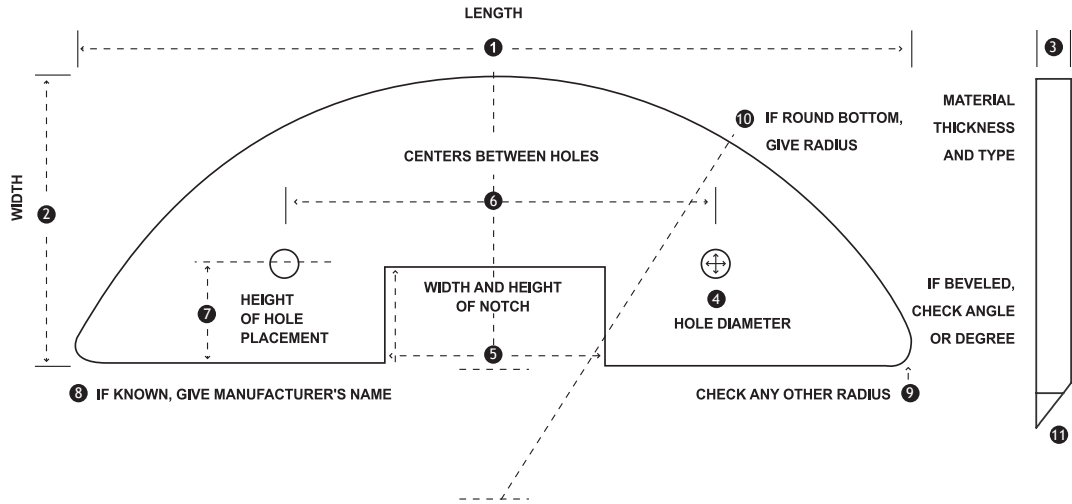 LENGTH
1
3
2
WIDTH
10 IF ROUND BOTTOM,
GIVE RADIUS
MATERIAL
THICKNESS
AND TYPE
CENTERS BETWEEN HOLES
6
7
HEIGHT
OF HOLE
PLACEMENT
WIDTH AND HEIGHT
OF NOTCH
5
4
HOLE DIAMETER
IF BEVELED,
CHECK ANGLE
OR DEGREE
8 IF KNOWN, GIVE MANUFACTURER'S NAME
CHECK ANY OTHER RADIUS 9
11